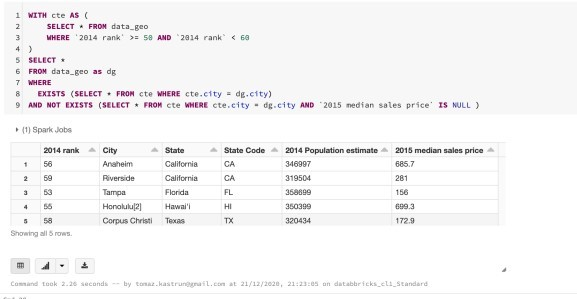 1 WITH cte AS (
2 SELECT * FROM data_geo
3 WHERE `2014 rank` >= 50 AND `2014 rank` < 60
4 )
5 SELECT *
6 FROM data_geo as dg
7 WHERE
8 EXISTS (SELECT * FROM cte WHERE cte.city = dg.city)
9 AND NOT EXISTS (SELECT * FROM cte WHERE cte.city = dg.city AND `2015 median sales price` IS NULL )
(1) Spark Jobs
2014 rank City State State Code 2014 Population estimate 2015 median sales price
1 56 Anaheim California CA 346997 685.7
2 59 Riverside California CA 319504 281
3 53 Tampa Florida FL 358699 156
4 55 Honolulu[2] Hawai'i HI 350399 699.3
5 58 Corpus Christi Texas TX 320434 172.9
Showing all 5 rows.
Command took 2.26 seconds -- by tomaz.kastrun@gmail.com at 21/12/2020, 21:23:05 on databbricks_cli_Standard